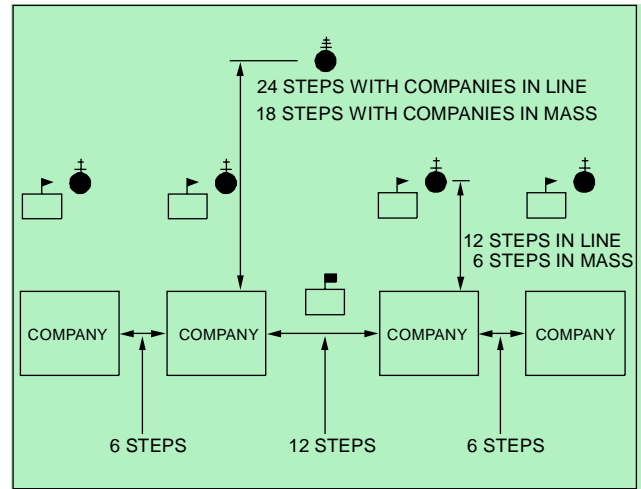 24 STEPS WITH COMPANIES IN LINE
18 STEPS WITH COMPANIES IN MASS
12 STEPS IN LINE
6 STEPS IN MASS
COMPANY
COMPANY
COMPANY
COMPANY
6 STEPS
12 STEPS
6 STEPS